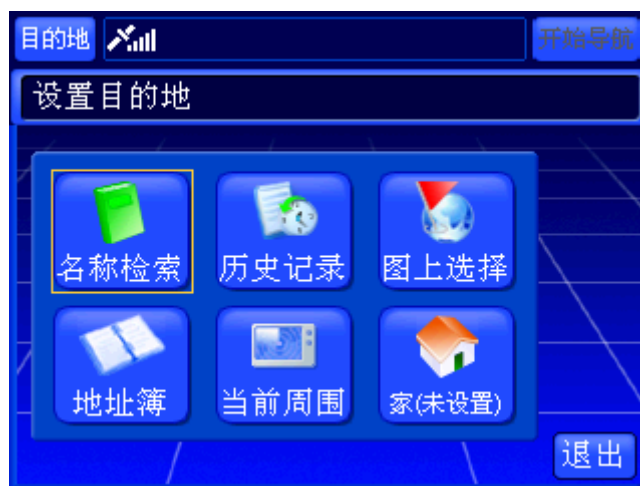 目的地
开始导航
设置目的地
名称检索
历史记录
图上选择
地址簿
当前周围
家(未设置)
退出